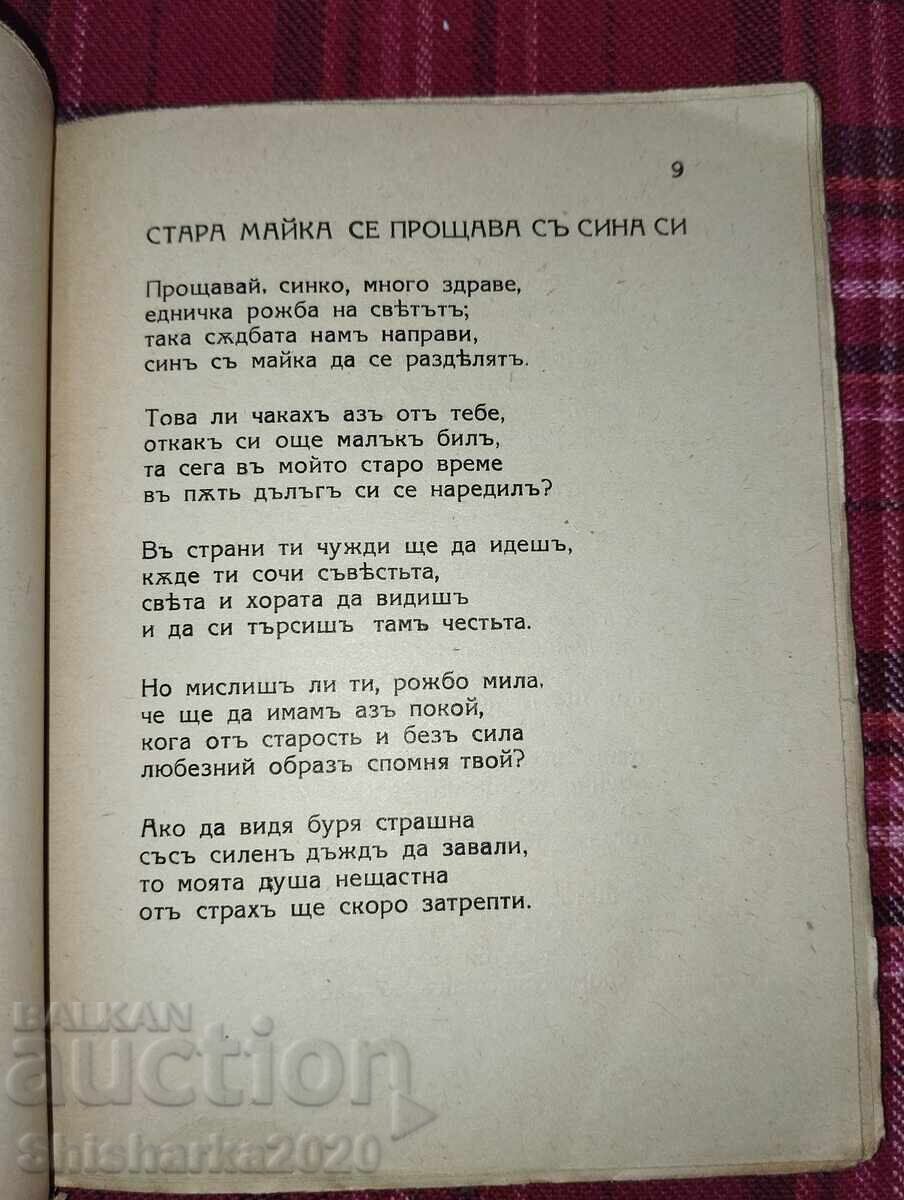 9
СТАРА МАЙКА СЕ ПРОЩАВА СЪ СИНА СИ
Прощавай, синко, много здраве,
едничка рожба на свѣтътъ;
така сѫдбата намъ направи,
синъ съ майка да се раздѣлятъ.
Това ли чакахъ азъ отъ тебе,
откакъ си още малъкъ билъ,
та сега въ мойто старо време
въ пѫть дълъгъ си се наредилъ?
Въ страни ти чужди ще да идешъ,
кѫде ти сочи съвѣстьта,
свѣта и хората да видишъ
и да си търсишъ тамъ честьта.
Но мислишъ ли ти, рожбо мила,
че ще да имамъ азъ покой,
кога отъ старость и безъ сила
любезний образъ спомня твой?
Ако да видя буря страшна
със​ъ силенъ дъждъ да завали,
то моята душа нещастна
отъ страхъ ще скоро затрепти.
BALKAN
auction
Shisharka2020